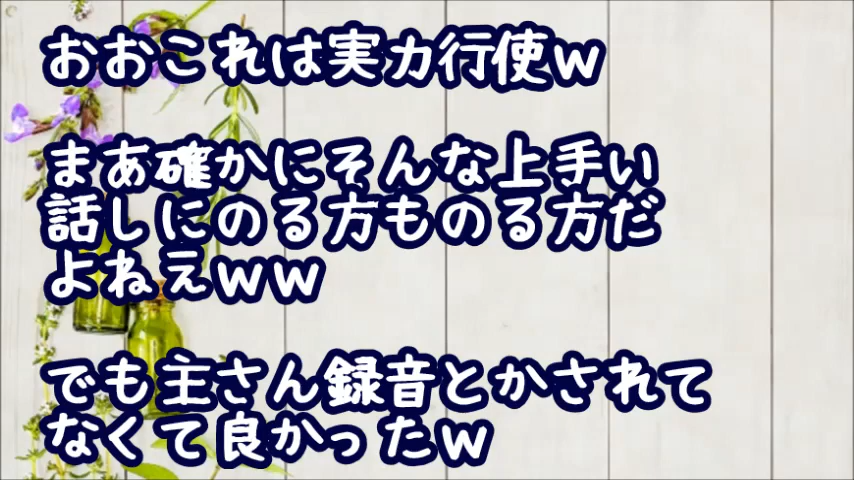 おおこれは実力行使ｗ
まあ確かにそんな上手い
話しにのる方ものる方だ
よねえｗｗ
でも主さん録音とかされて
なくて良かったｗ